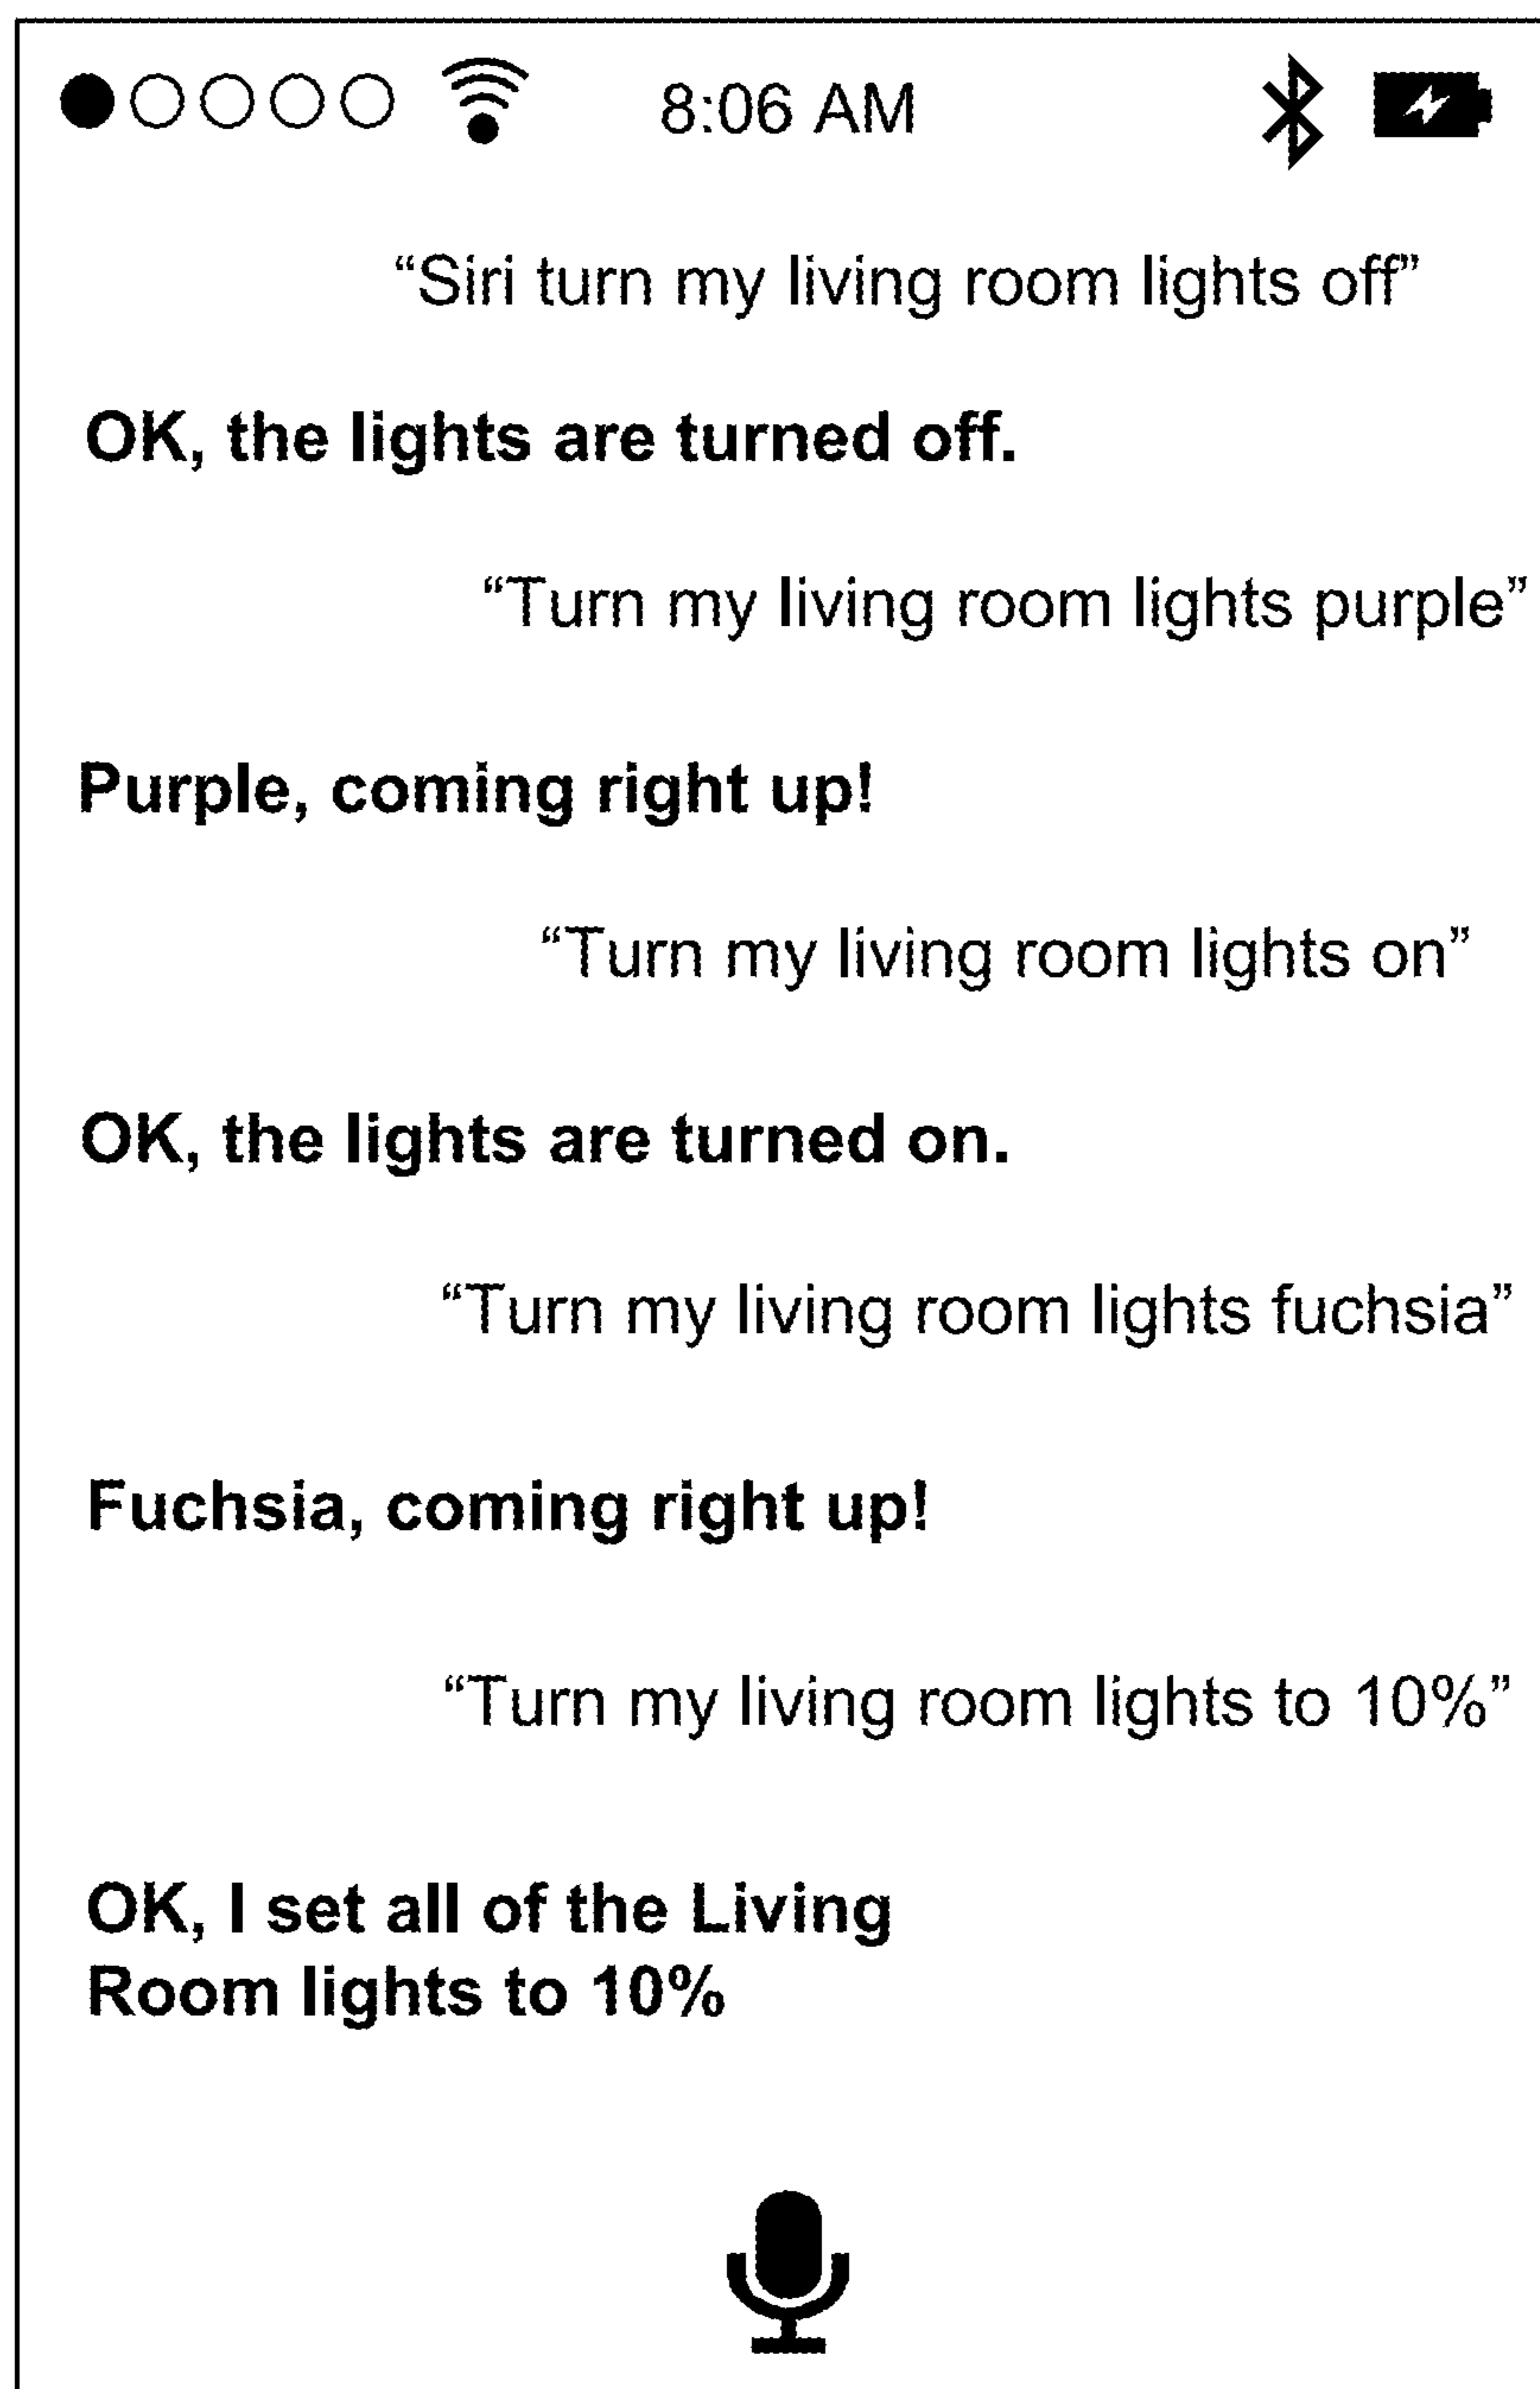 8:06 AM
“Siri turn my living room lights off”
OK, the lights are turned off.
“Turn my living room lights purple”
Purple, coming right up!
“Turn my living room lights on”
OK, the lights are turned on.
“Turn my living room lights fuchsia”
Fuchsia, coming right up!
“Turn my living room lights to 10%”
OK, I set all of the Living
Room lights to 10%